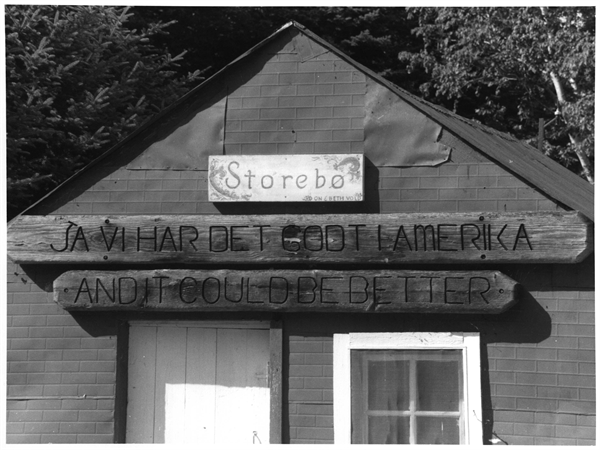 Storebø
JA VI HAR DET GODT I AMERIKA
AND IT COULD BE BETTER